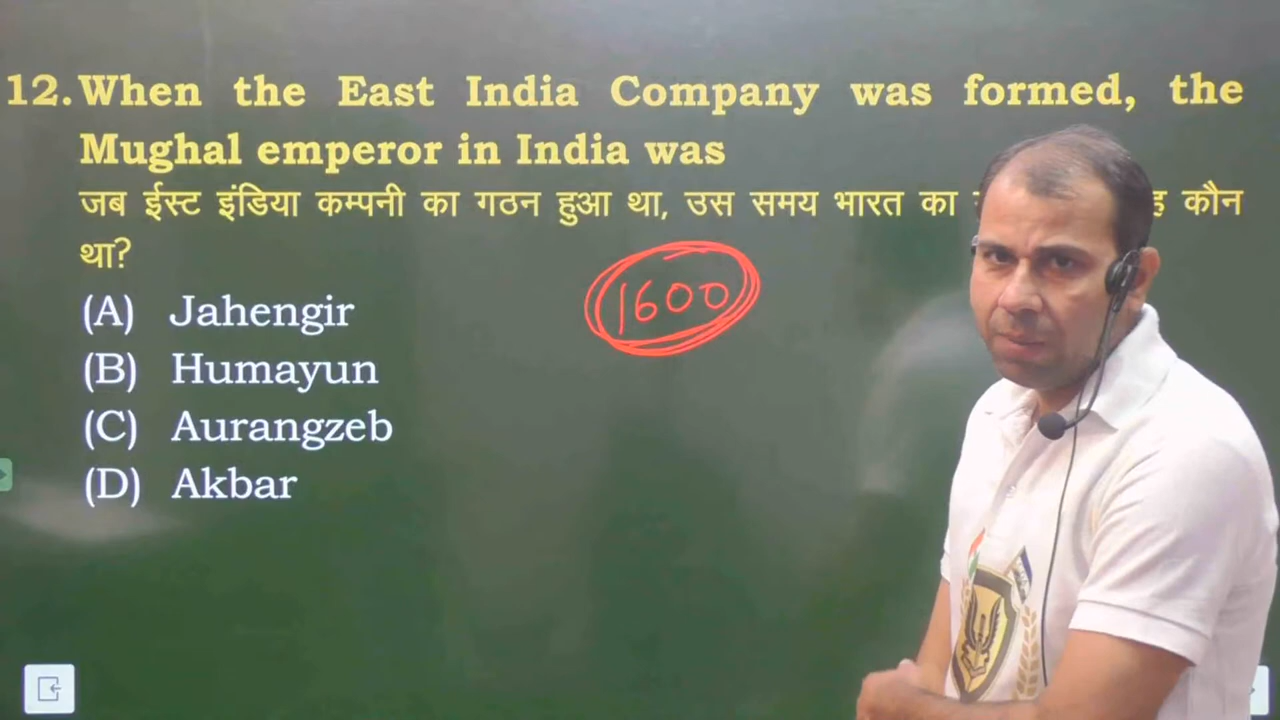 12. When the East India Company was formed, the
Mughal emperor in India was
जब ईस्ट इंडिया कम्पनी का गठन हुआ था, उस समय भारत का कौन
था?
1600
(A) Jahengir
(B) Humayun
(C) Aurangzeb
(D) Akbar